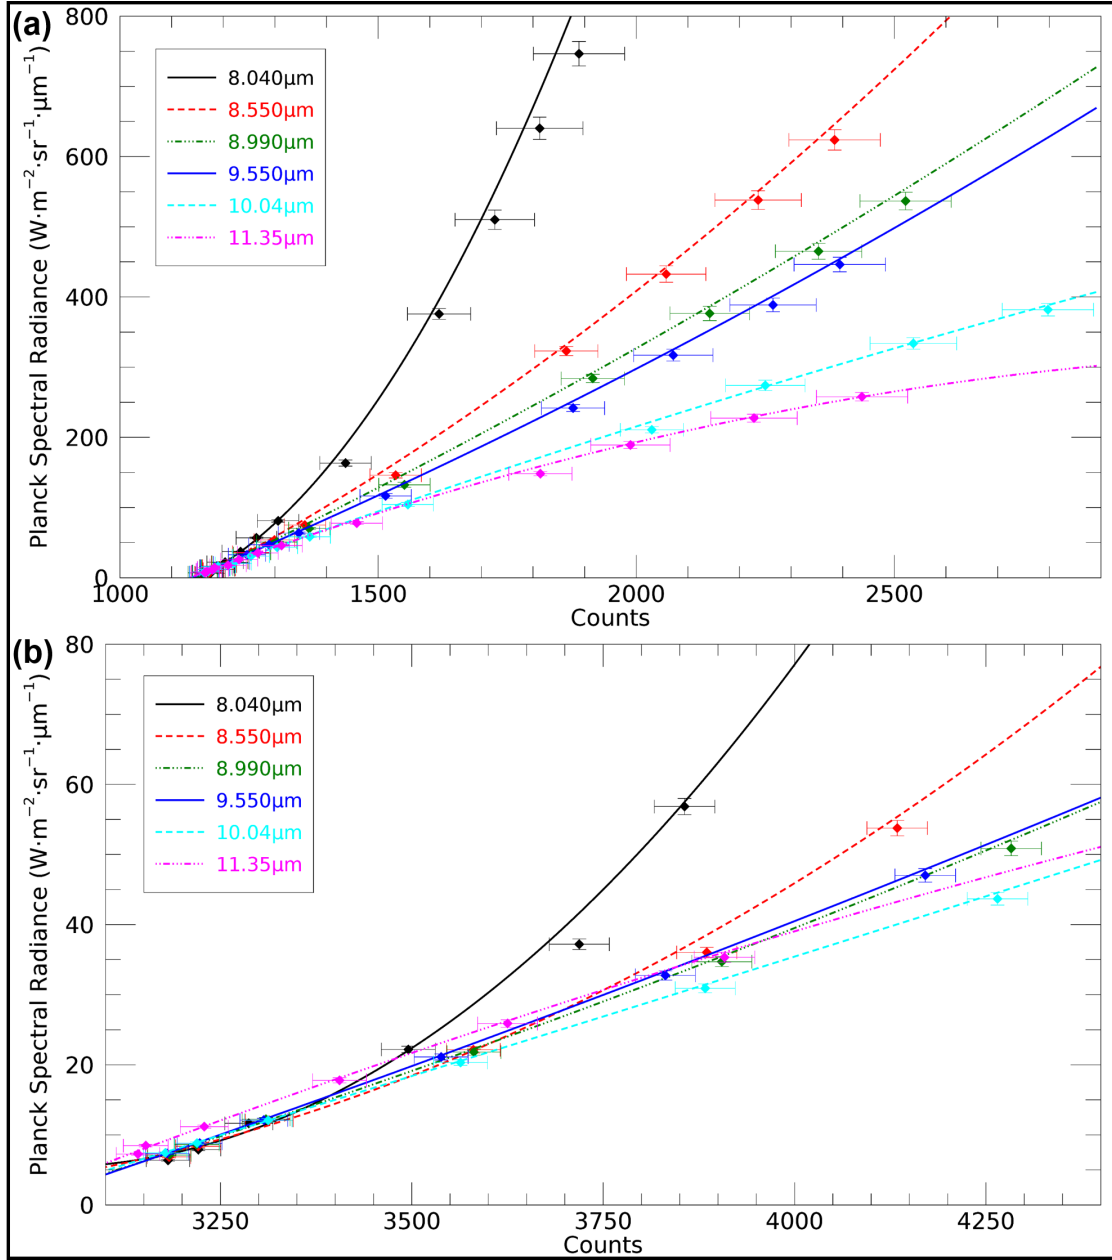 (a)
800
600
400
200
0
Planck Spectral Radiance (W·m⁻²·sr⁻¹·µm⁻¹)
8.040µm
8.550µm
8.990µm
9.550µm
10.04µm
11.35µm
1000 1500 2000 2500
Counts
(b)
80
60
40
20
0
Planck Spectral Radiance (W·m⁻²·sr⁻¹·µm⁻¹)
8.040µm
8.550µm
8.990µm
9.550µm
10.04µm
11.35µm
3250 3500 3750 4000 4250
Counts